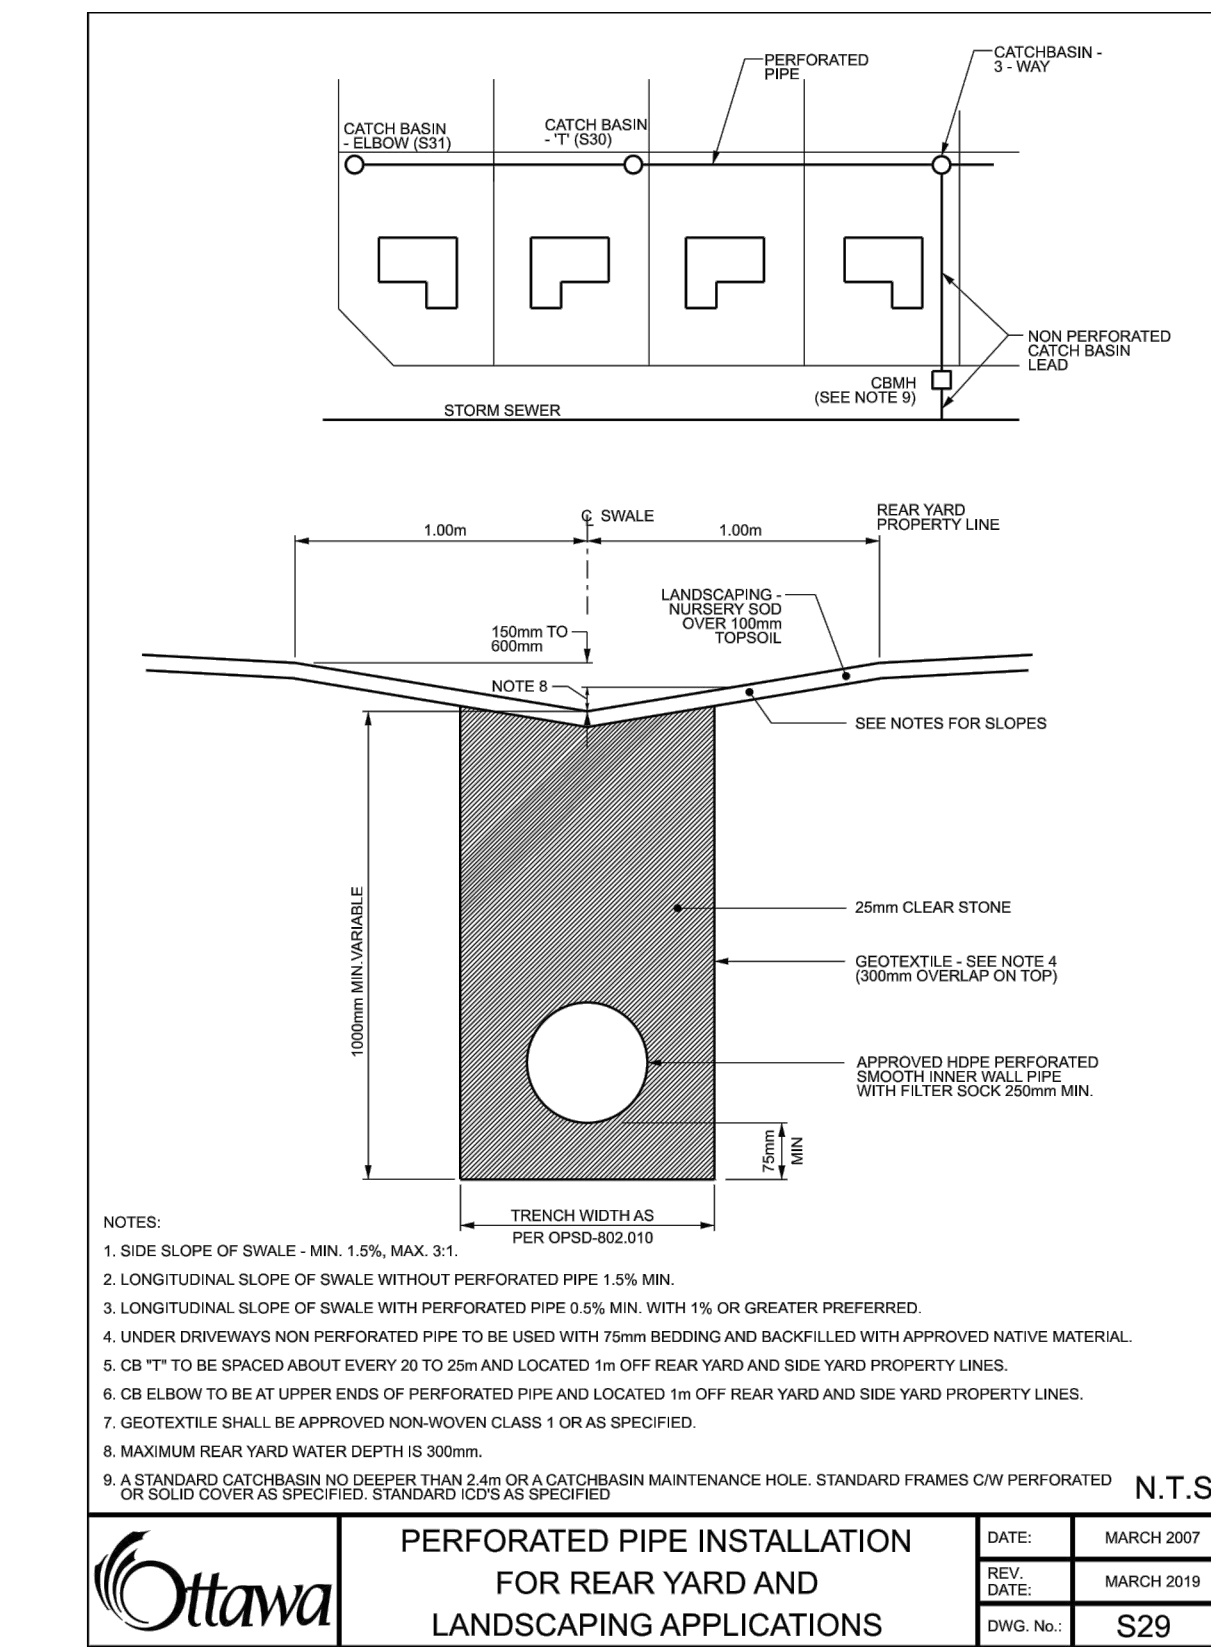 PERFORATED
PIPE
CATCHBASIN -
3 - WAY
CATCH BASIN
- ELBOW (S31)
CATCH BASIN
- 'T' (S30)
NON PERFORATED
CATCH BASIN
LEAD
CBMH
(SEE NOTE 9)
STORM SEWER
℄ SWALE
REAR YARD
PROPERTY LINE
1.00m
1.00m
LANDSCAPING -
NURSERY SOD
OVER 100mm
TOPSOIL
150mm TO
600mm
NOTE 8
SEE NOTES FOR SLOPES
1000mm MIN.VARIABLE
25mm CLEAR STONE
GEOTEXTILE - SEE NOTE 4
(300mm OVERLAP ON TOP)
APPROVED HDPE PERFORATED
SMOOTH INNER WALL PIPE
WITH FILTER SOCK 250mm MIN.
75mm
MIN
TRENCH WIDTH AS
PER OPSD-802.010
NOTES:
1. SIDE SLOPE OF SWALE - MIN. 1.5%, MAX. 3:1.
2. LONGITUDINAL SLOPE OF SWALE WITHOUT PERFORATED PIPE 1.5% MIN.
3. LONGITUDINAL SLOPE OF SWALE WITH PERFORATED PIPE 0.5% MIN. WITH 1% OR GREATER PREFERRED.
4. UNDER DRIVEWAYS NON PERFORATED PIPE TO BE USED WITH 75mm BEDDING AND BACKFILLED WITH APPROVED NATIVE MATERIAL.
5. CB "T" TO BE SPACED ABOUT EVERY 20 TO 25m AND LOCATED 1m OFF REAR YARD AND SIDE YARD PROPERTY LINES.
6. CB ELBOW TO BE AT UPPER ENDS OF PERFORATED PIPE AND LOCATED 1m OFF REAR YARD AND SIDE YARD PROPERTY LINES.
7. GEOTEXTILE SHALL BE APPROVED NON-WOVEN CLASS 1 OR AS SPECIFIED.
8. MAXIMUM REAR YARD WATER DEPTH IS 300mm.
9. A STANDARD CATCHBASIN NO DEEPER THAN 2.4m OR A CATCHBASIN MAINTENANCE HOLE. STANDARD FRAMES C/W PERFORATED
OR SOLID COVER AS SPECIFIED. STANDARD ICD'S AS SPECIFIED
N.T.S
Ottawa
PERFORATED PIPE INSTALLATION
FOR REAR YARD AND
LANDSCAPING APPLICATIONS
DATE: MARCH 2007
REV.
DATE: MARCH 2019
DWG. No.: S29